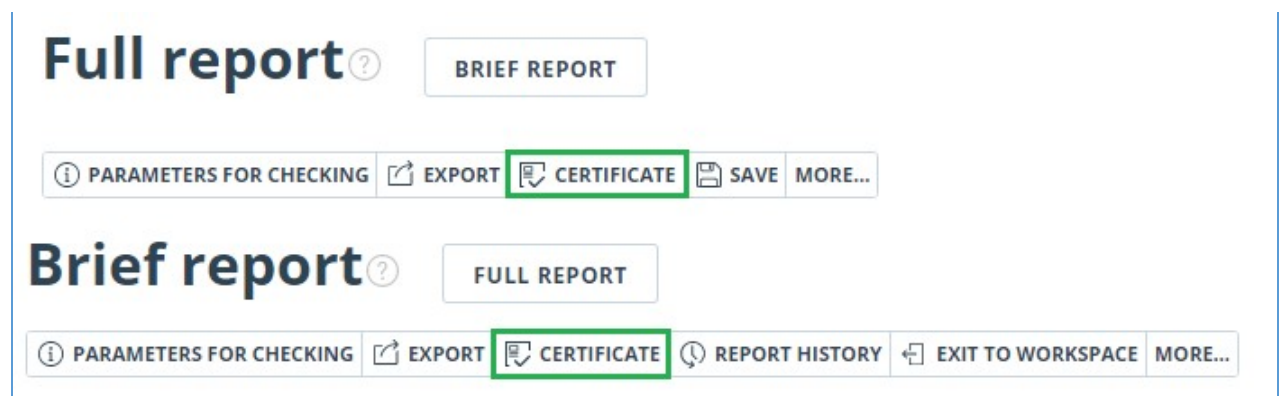 Full report ? BRIEF REPORT
PARAMETERS FOR CHECKING EXPORT CERTIFICATE SAVE MORE...
Brief report ? FULL REPORT
PARAMETERS FOR CHECKING EXPORT CERTIFICATE REPORT HISTORY EXIT TO WORKSPACE MORE...